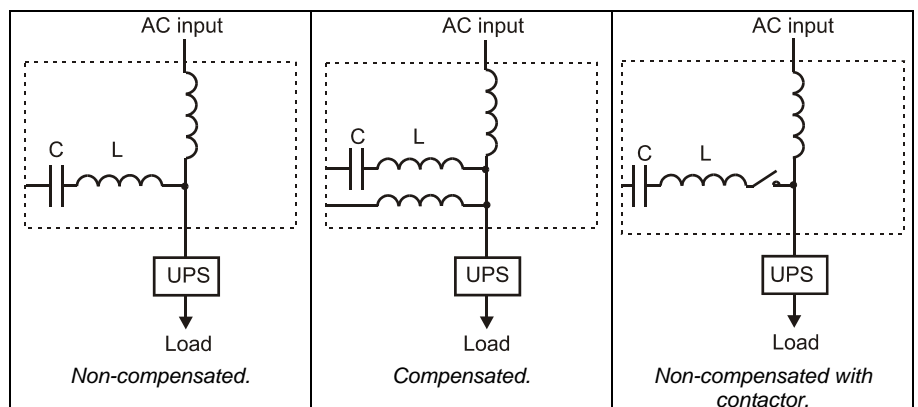 AC input
C L
UPS
Load
Non-compensated.
AC input
C L
UPS
Load
Compensated.
AC input
C L
UPS
Load
Non-compensated with
contactor.